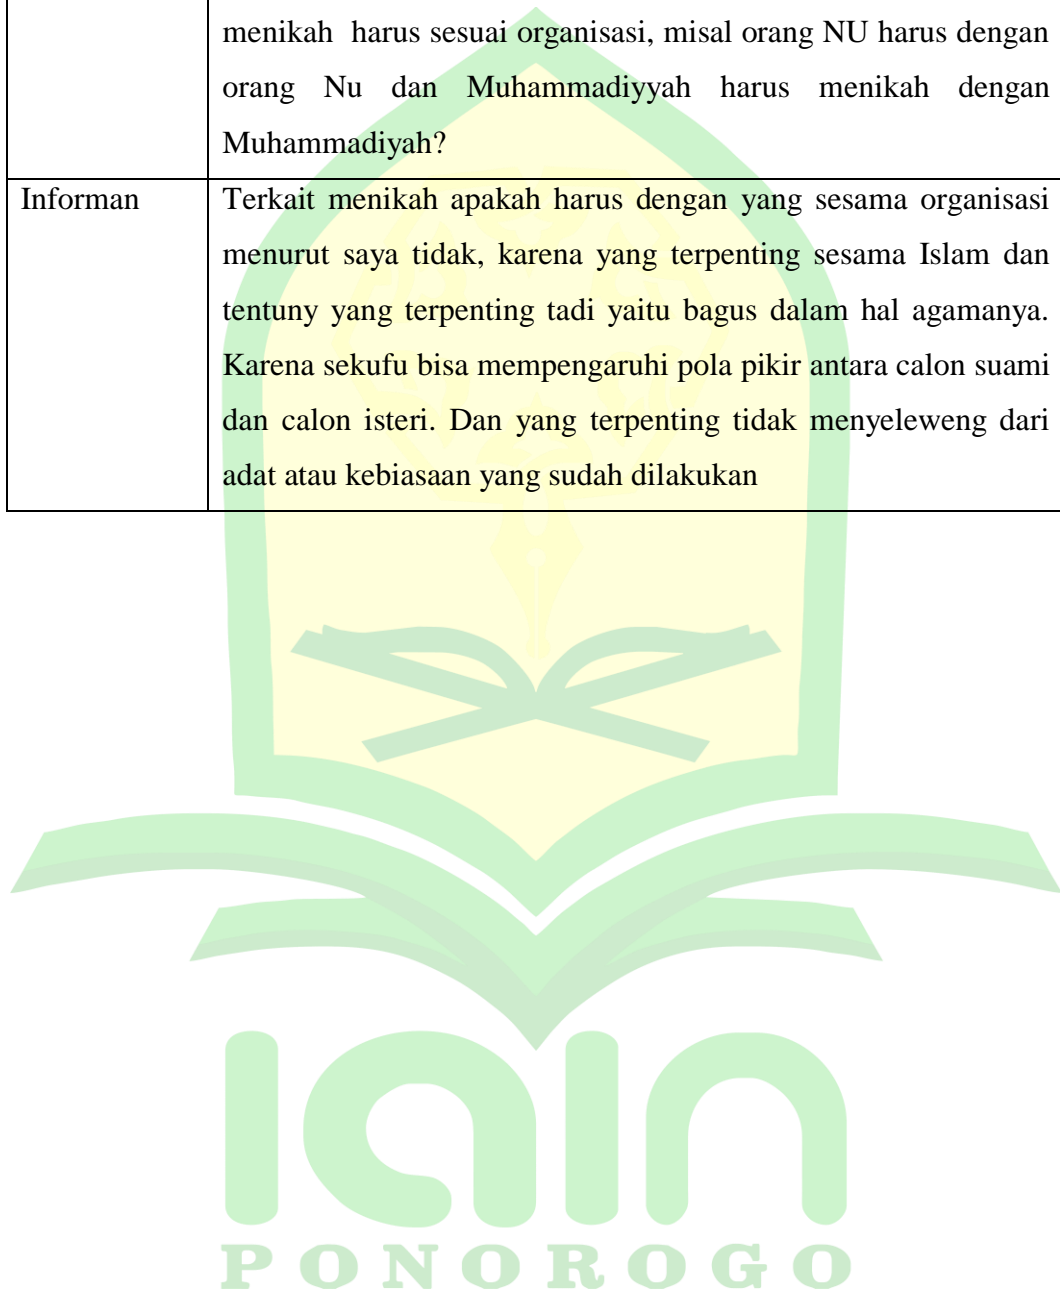 menikah harus sesuai organisasi, misal orang NU harus dengan
orang Nu dan Muhammadiyyah harus menikah dengan
Muhammadiyah?
Informan
Terkait menikah apakah harus dengan yang sesama organisasi
menurut saya tidak, karena yang terpenting sesama Islam dan
tentuny yang terpenting tadi yaitu bagus dalam hal agamanya.
Karena sekufu bisa mempengaruhi pola pikir antara calon suami
dan calon isteri. Dan yang terpenting tidak menyeleweng dari
adat atau kebiasaan yang sudah dilakukan
IAIN
PONOROGO